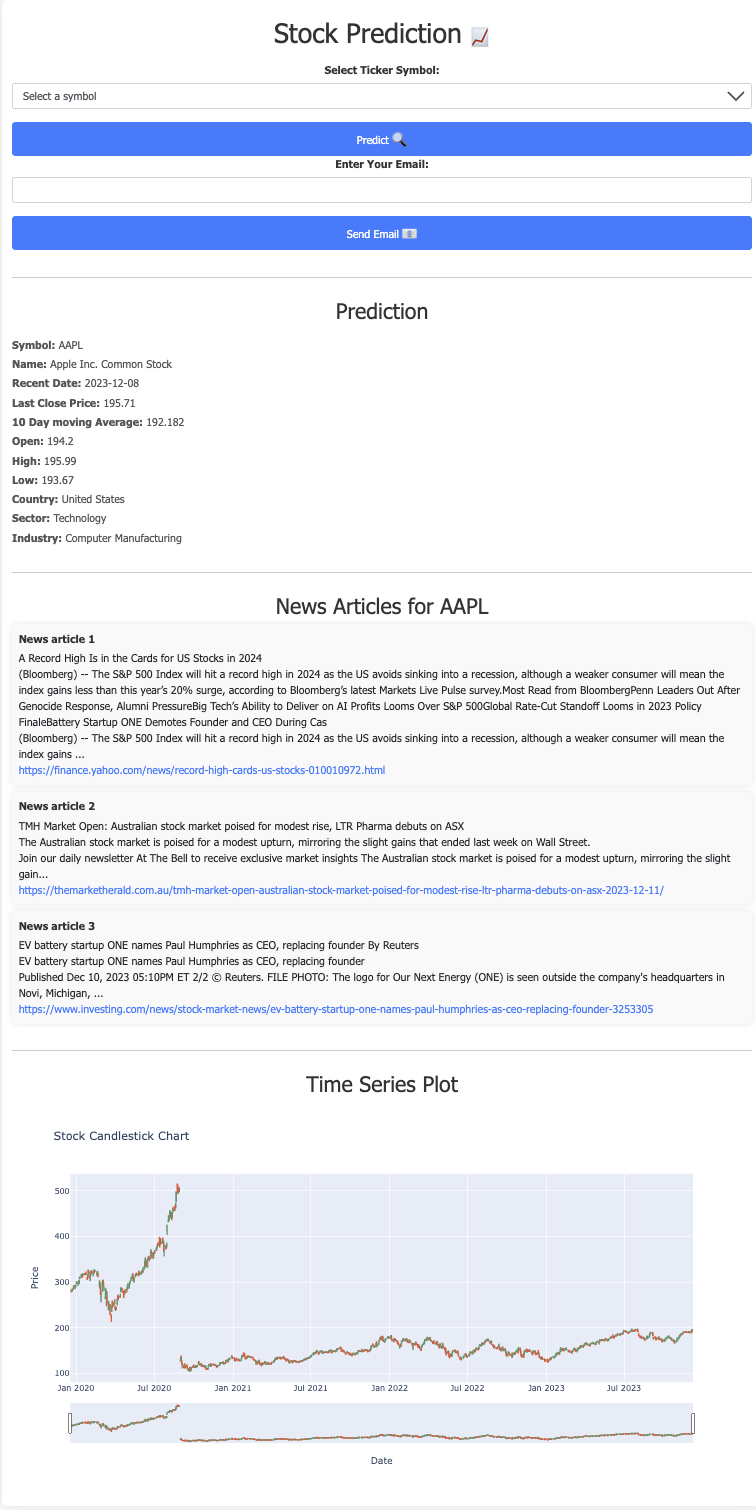 Stock Prediction 📈
Select Ticker Symbol:
Select a symbol
Predict 🔍
Enter Your Email:
Send Email 📧
Prediction
Symbol: AAPL
Name: Apple Inc. Common Stock
Recent Date: 2023-12-08
Last Close Price: 195.71
10 Day moving Average: 192.182
Open: 194.2
High: 195.99
Low: 193.67
Country: United States
Sector: Technology
Industry: Computer Manufacturing
News Articles for AAPL
News article 1
A Record High Is in the Cards for US Stocks in 2024
(Bloomberg) -- The S&P 500 Index will hit a record high in 2024 as the US avoids sinking into a recession, although a weaker consumer will mean the
index gains less than this year's 20% surge, according to Bloomberg's latest Markets Live Pulse survey.Most Read from BloombergPenn Leaders Out After
Genocide Response, Alumni PressureBig Tech's Ability to Deliver on AI Profits Looms Over S&P 500Global Rate-Cut Standoff Looms in 2023 Policy
FinaleBattery Startup ONE Demotes Founder and CEO During Cas
(Bloomberg) -- The S&P 500 Index will hit a record high in 2024 as the US avoids sinking into a recession, although a weaker consumer will mean the
index gains ...
https://finance.yahoo.com/news/record-high-cards-us-stocks-010010972.html
News article 2
TMH Market Open: Australian stock market poised for modest rise, LTR Pharma debuts on ASX
The Australian stock market is poised for a modest upturn, mirroring the slight gains that ended last week on Wall Street.
Join our daily newsletter At The Bell to receive exclusive market insights The Australian stock market is poised for a modest upturn, mirroring the slight
gain...
https://themarketherald.com.au/tmh-market-open-australian-stock-market-poised-for-modest-rise-ltr-pharma-debuts-on-asx-2023-12-11/
News article 3
EV battery startup ONE names Paul Humphries as CEO, replacing founder By Reuters
EV battery startup ONE names Paul Humphries as CEO, replacing founder
Published Dec 10, 2023 05:10PM ET 2/2 © Reuters. FILE PHOTO: The logo for Our Next Energy (ONE) is seen outside the company's headquarters in
Novi, Michigan, ...
https://www.investing.com/news/stock-market-news/ev-battery-startup-one-names-paul-humphries-as-ceo-replacing-founder-3253305
Time Series Plot
Stock Candlestick Chart
500
400
300
200
100
Price
Jan 2020 Jul 2020 Jan 2021 Jul 2021 Jan 2022 Jul 2022 Jan 2023 Jul 2023
Date